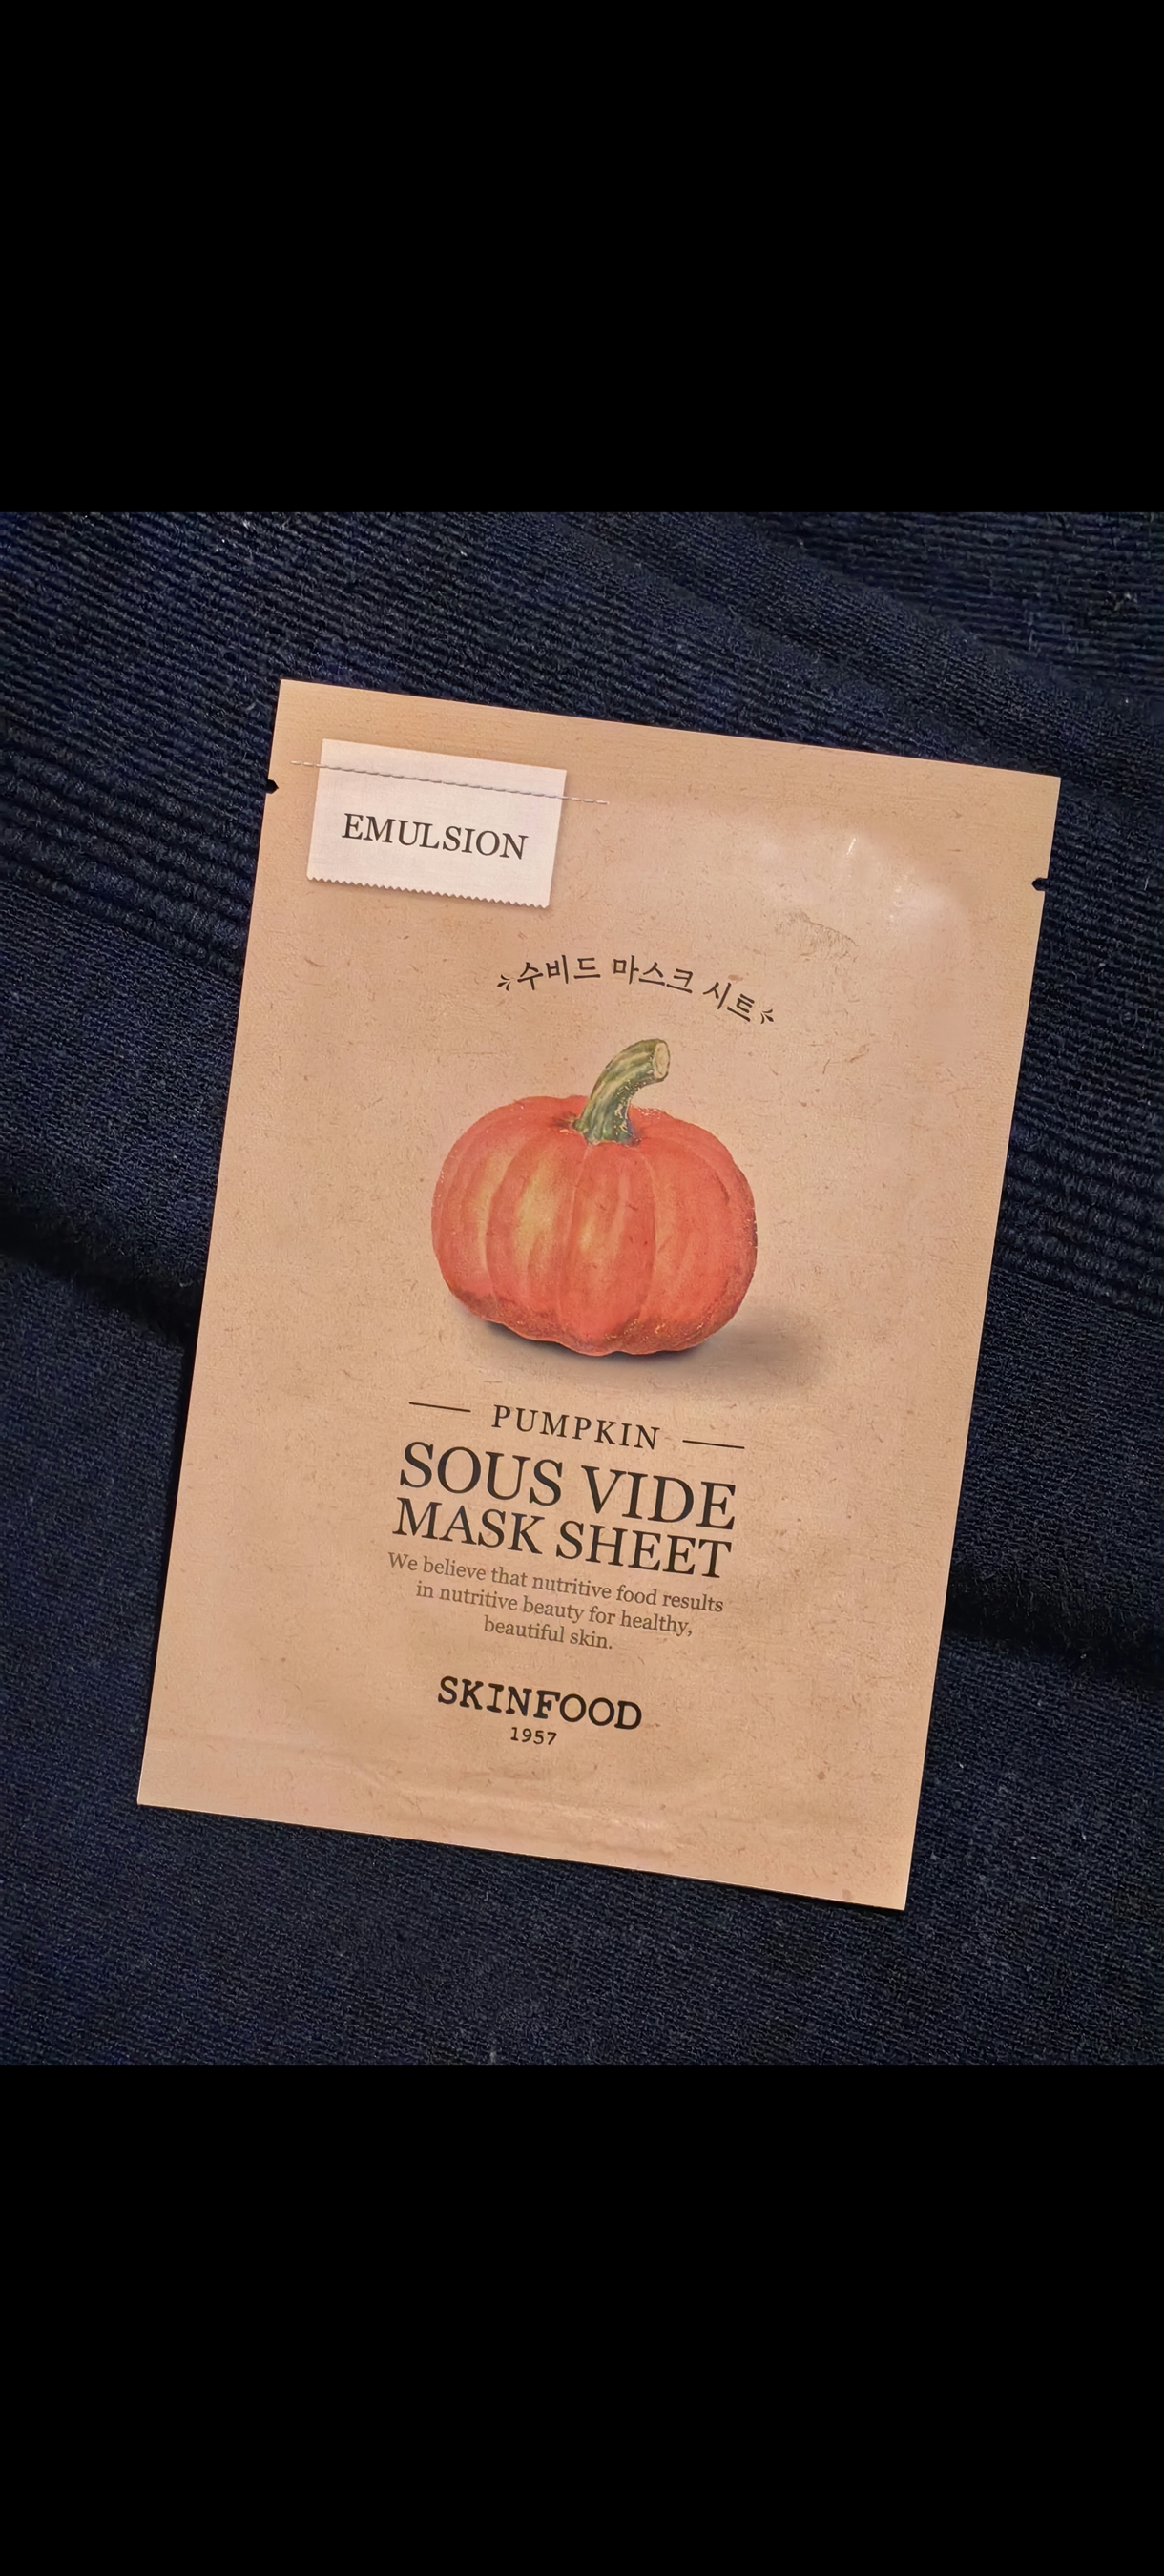 EMULSION
수비드 마스크 시트
PUMPKIN
SOUS VIDE
MASK SHEET
We believe that nutritive food results
in nutritive beauty for healthy,
beautiful skin.
SKINFOOD
1957